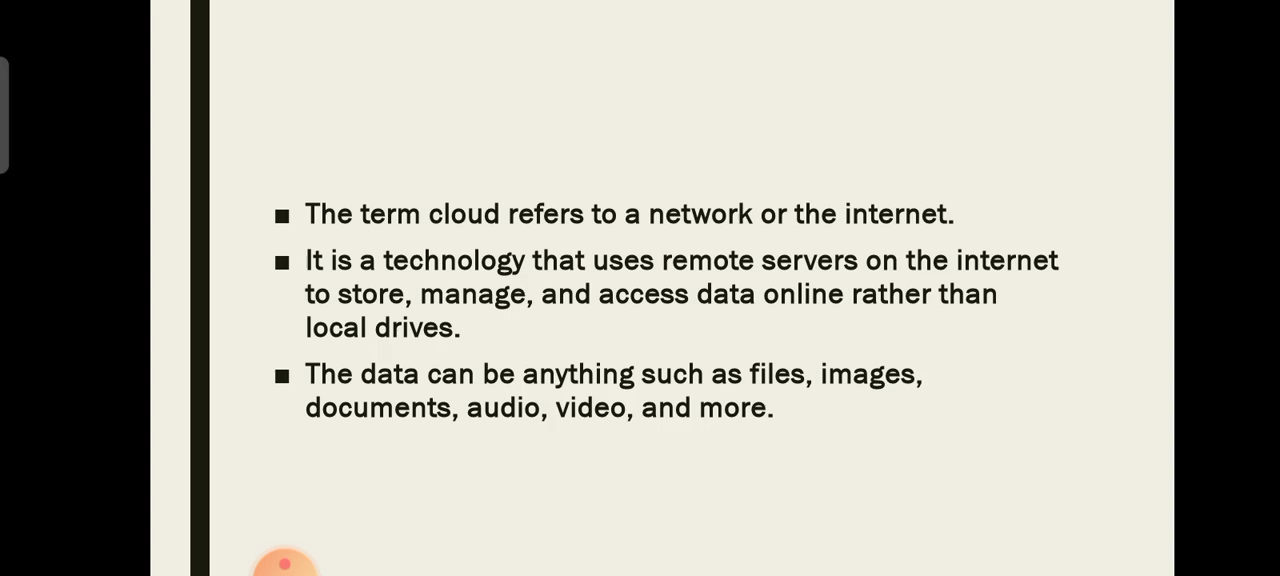 ■ The term cloud refers to a network or the internet.
■ It is a technology that uses remote servers on the internet
to store, manage, and access data online rather than
local drives.
■ The data can be anything such as files, images,
documents, audio, video, and more.